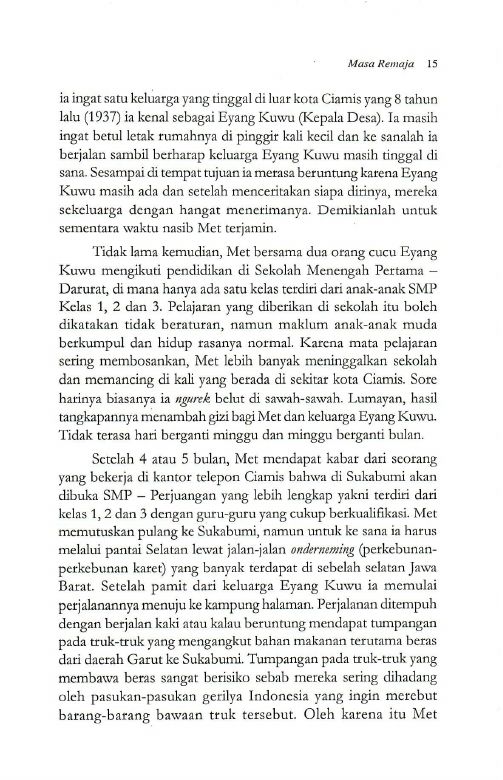 Masa Remaja 15
ia ingat satu keluarga yang tinggal di luar kota Ciamis yang 8 tahun
lalu (1937) ia kenal sebagai Eyang Kuwu (Kepala Desa). Ia masih
ingat betul letak rumahnya di pinggir kali kecil dan ke sanalah ia
berjalan sambil berharap keluarga Eyang Kuwu masih tinggal di
sana. Sesampai di tempat tujuan ia merasa beruntung karena Eyang
Kuwu masih ada dan setelah menceritakan siapa dirinya, mereka
sekeluarga dengan hangat menerimanya. Demikianlah untuk
sementara waktu nasib Met terjamin.
Tidak lama kemudian, Met bersama dua orang cucu Eyang
Kuwu mengikuti pendidikan di Sekolah Menengah Pertama –
Darurat, di mana hanya ada satu kelas terdiri dari anak-anak SMP
Kelas 1, 2 dan 3. Pelajaran yang diberikan di sekolah itu boleh
dikatakan tidak beraturan, namun maklum anak-anak muda
berkumpul dan hidup rasanya normal. Karena mata pelajaran
sering membosankan, Met lebih banyak meninggalkan sekolah
dan memancing di kali yang berada di sekitar kota Ciamis. Sore
harinya biasanya ia ngurek belut di sawah-sawah. Lumayan, hasil
tangkapannya menambah gizi bagi Met dan keluarga Eyang Kuwu.
Tidak terasa hari berganti minggu dan minggu berganti bulan.
Setelah 4 atau 5 bulan, Met mendapat kabar dari seorang
yang bekerja di kantor telepon Ciamis bahwa di Sukabumi akan
dibuka SMP – Perjuangan yang lebih lengkap yakni terdiri dari
kelas 1, 2 dan 3 dengan guru-guru yang cukup berkualifikasi. Met
memutuskan pulang ke Sukabumi, namun untuk ke sana ia harus
melalui pantai Selatan lewat jalan-jalan onderneming (perkebunan-
perkebunan karet) yang banyak terdapat di sebelah selatan Jawa
Barat. Setelah pamit dari keluarga Eyang Kuwu ia memulai
perjalanannya menuju ke kampung halaman. Perjalanan ditempuh
dengan berjalan kaki atau kalau beruntung mendapat tumpangan
pada truk-truk yang mengangkut bahan makanan terutama beras
dari daerah Garut ke Sukabumi. Tumpangan pada truk-truk yang
membawa beras sangat berisiko sebab mereka sering dihadang
oleh pasukan-pasukan gerilya Indonesia yang ingin merebut
barang-barang bawaan truk tersebut. Oleh karena itu Met